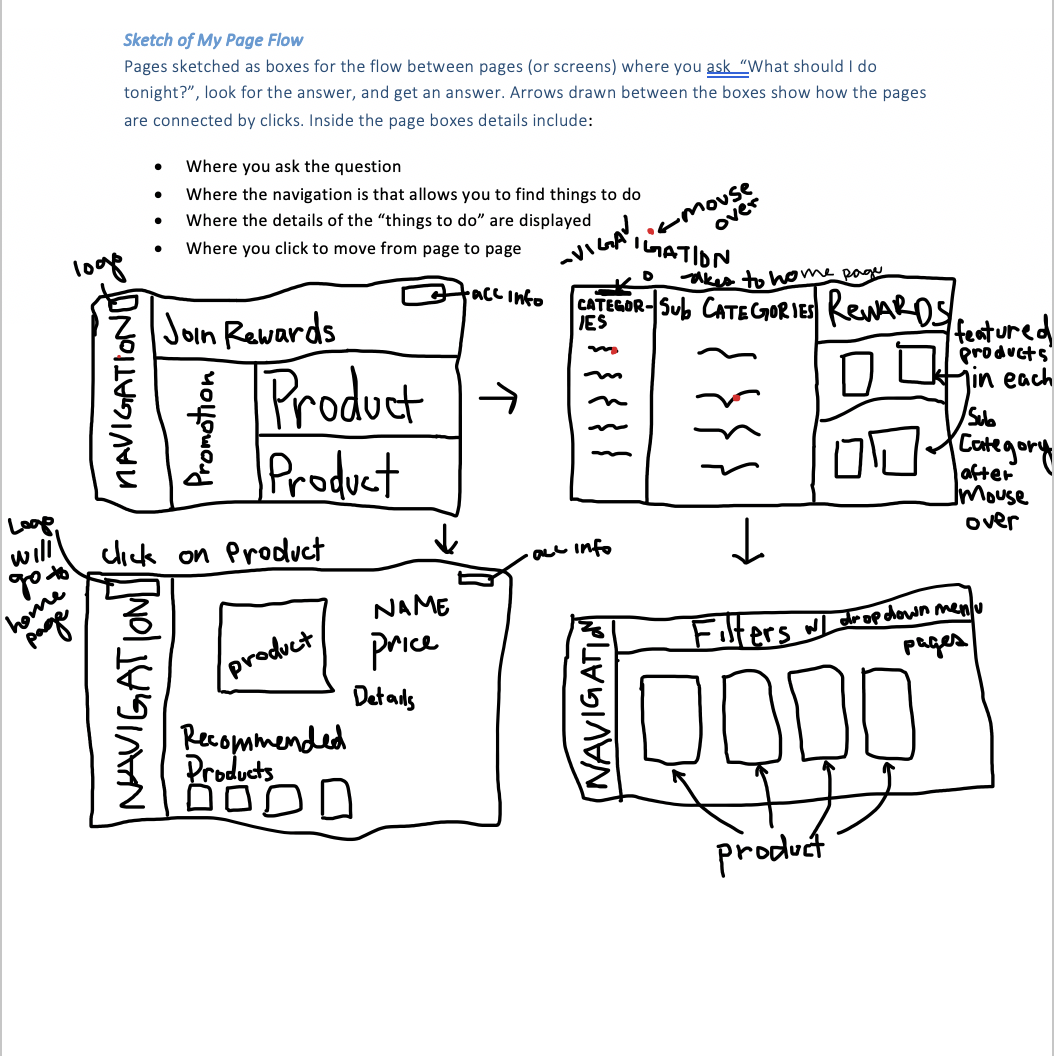 Sketch of My Page Flow
Pages sketched as boxes for the flow between pages (or screens) where you ask “What should I do
tonight?”, look for the answer, and get an answer. Arrows drawn between the boxes show how the pages
are connected by clicks. Inside the page boxes details include:
• Where you ask the question
• Where the navigation is that allows you to find things to do
• Where the details of the “things to do” are displayed
• Where you click to move from page to page
logo
acc info
NAVIGATION
Join Rewards
Promotion
Product
Product
mouse
over
VIGA
IGATION
to home page
CATEGOR-
IES
Sub CATEGORIES
REWARDS
featured
products
in each
Sub
Category
after
Mouse
over
Logo
will
go to
home
page
click on Product
acc info
NAVIGATION
product
NAME
Price
Details
Recommended
Products
NAVIGATIN
Filters w/ dropdown menu
pages
product